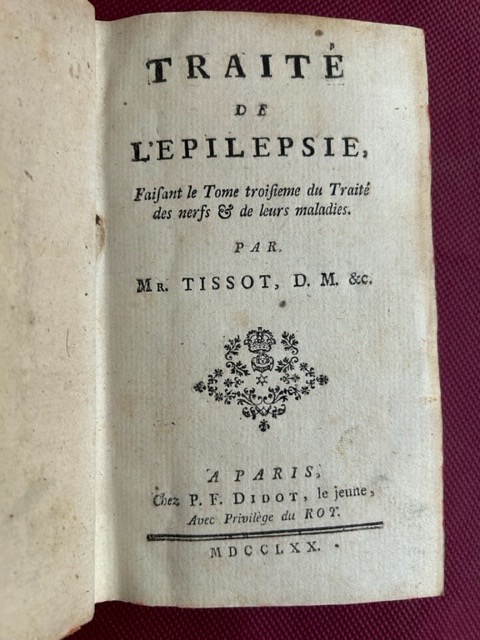 TRAITÉ
DE
L'EPILEPSIE,
Faiſant le Tome troiſieme du Traité
des nerfs & de leurs maladies.
PAR.
MR. TISSOT, D. M. &c.
A PARIS,
Chez P. F. DIDOT, le jeune,
Avec Privilège du ROY.
MDCCLXX.